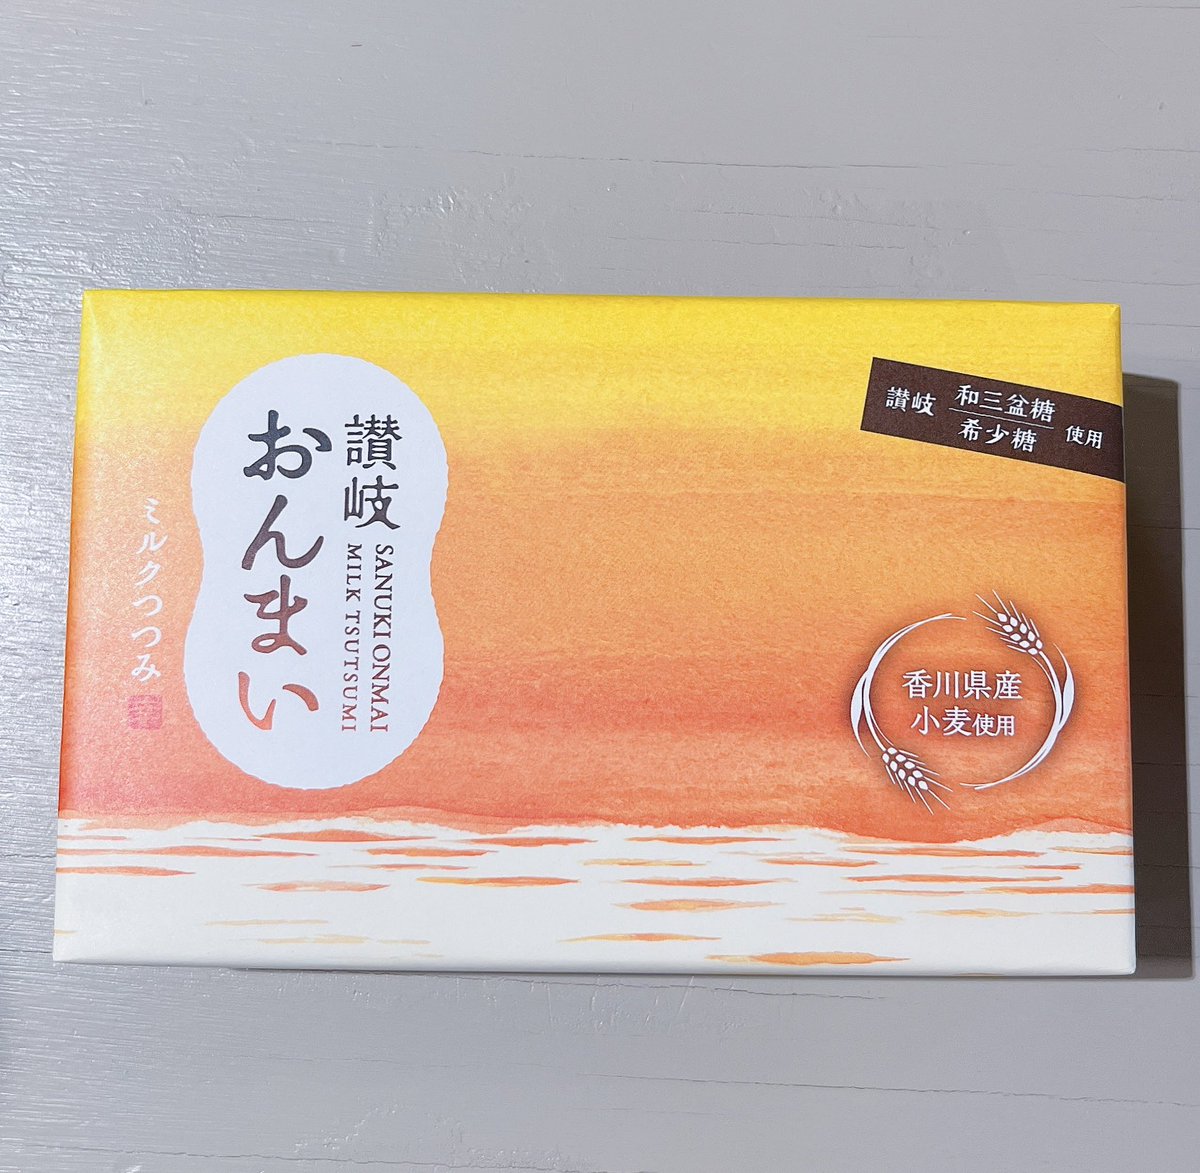 讃岐
おんまい
SANUKI ONMAI
MILK TSUTSUMI
ミルクつつみ
讃岐
和三盆糖
希少糖
使用
香川県産
小麦使用